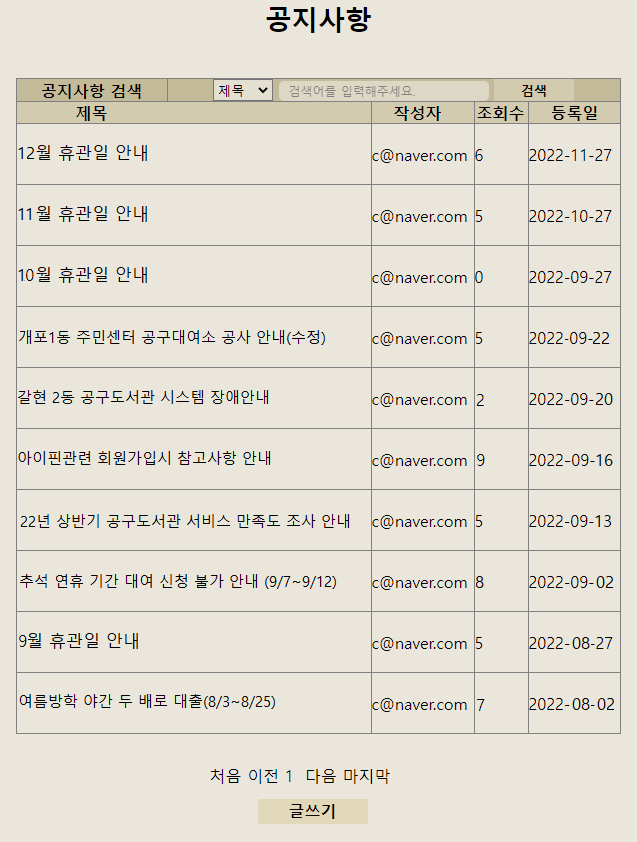 공지사항
공지사항 검색 제목 검색어를 입력해주세요. 검색
제목 작성자 조회수 등록일
12월 휴관일 안내 c@naver.com 6 2022-11-27
11월 휴관일 안내 c@naver.com 5 2022-10-27
10월 휴관일 안내 c@naver.com 0 2022-09-27
개포1동 주민센터 공구대여소 공사 안내(수정) c@naver.com 5 2022-09-22
갈현 2동 공구도서관 시스템 장애안내 c@naver.com 2 2022-09-20
아이핀관련 회원가입시 참고사항 안내 c@naver.com 9 2022-09-16
22년 상반기 공구도서관 서비스 만족도 조사 안내 c@naver.com 5 2022-09-13
추석 연휴 기간 대여 신청 불가 안내 (9/7~9/12) c@naver.com 8 2022-09-02
9월 휴관일 안내 c@naver.com 5 2022-08-27
여름방학 야간 두 배로 대출(8/3~8/25) c@naver.com 7 2022-08-02
처음 이전 1 다음 마지막
글쓰기